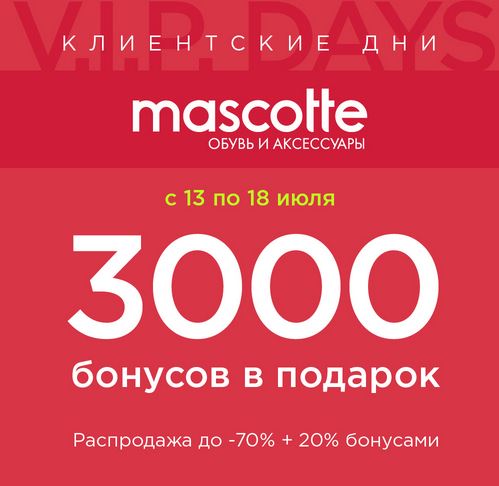 V.I.P. DAYS
КЛИЕНТСКИЕ ДНИ
mascotte
ОБУВЬ И АКСЕССУАРЫ
с 13 по 18 июля
3000
бонусов в подарок
Распродажа до -70% + 20% бонусами